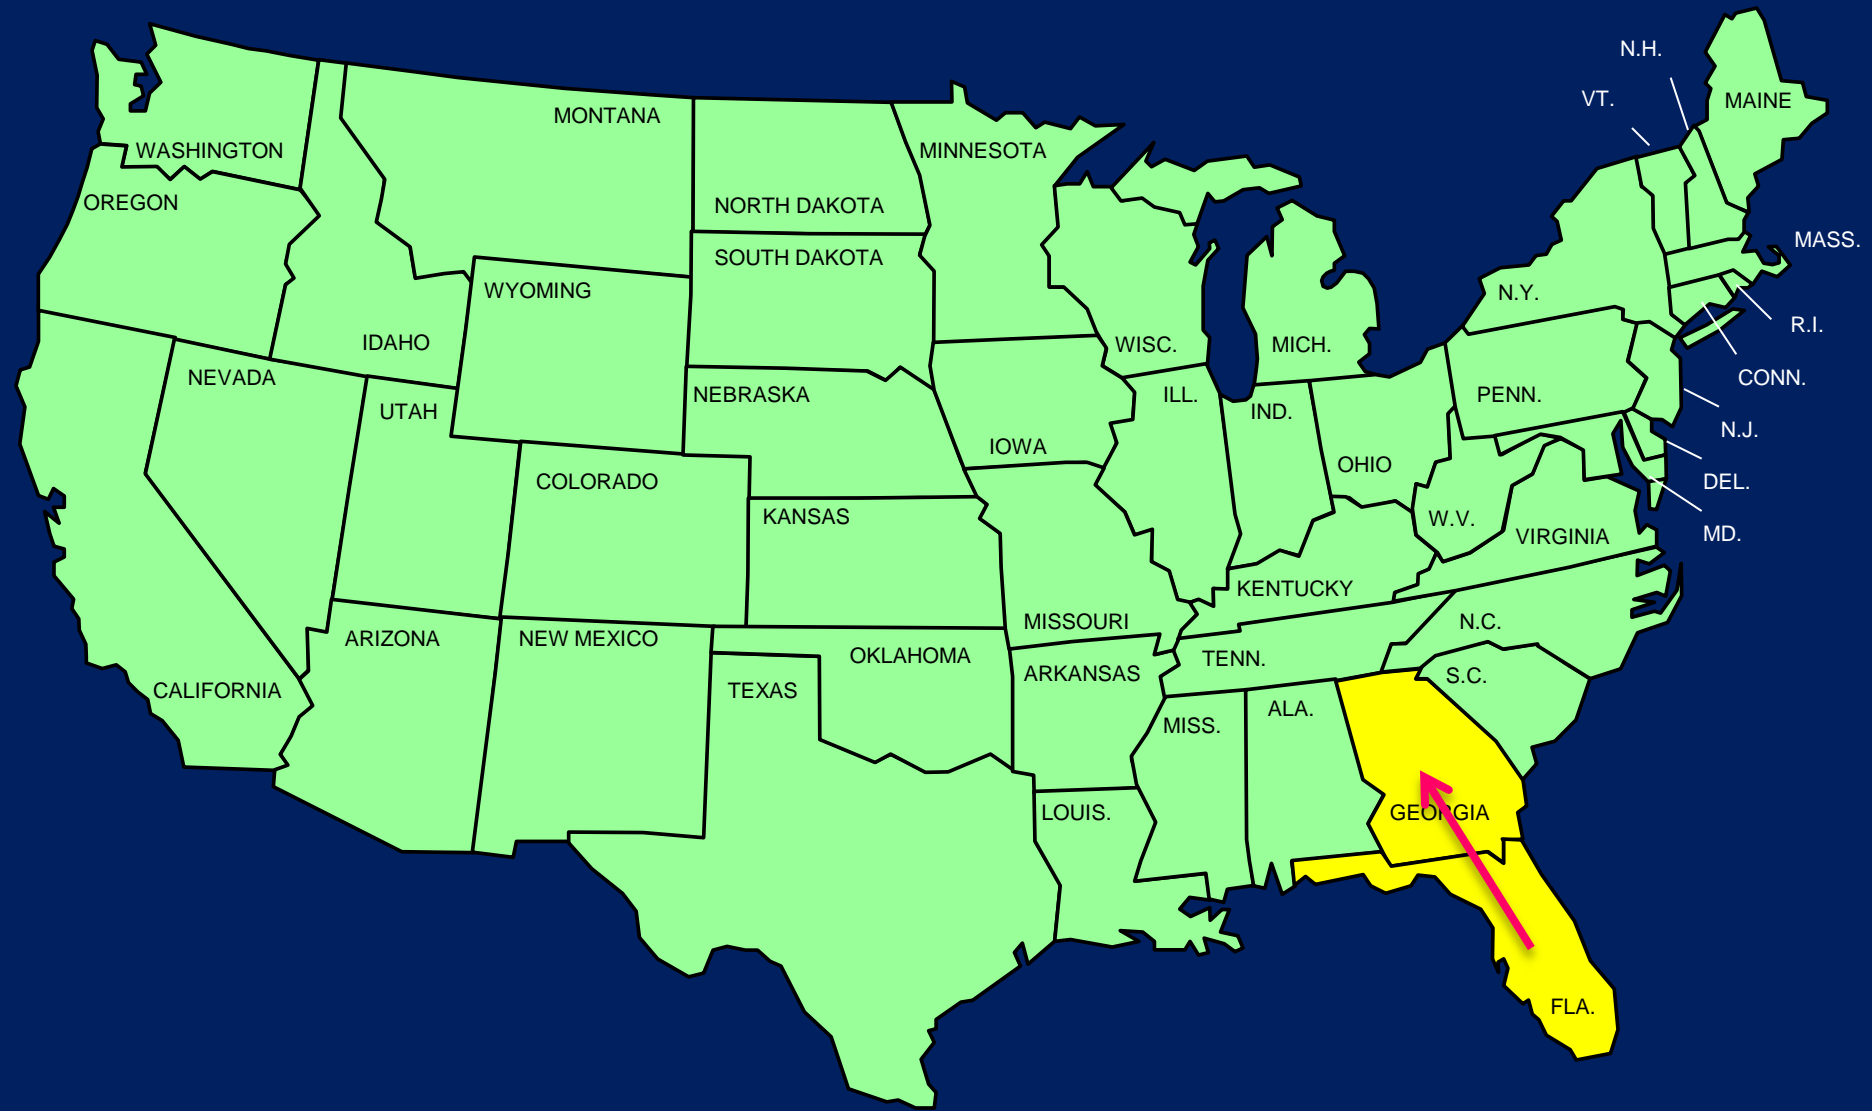 N.H.
VT.
MAINE
MONTANA
WASHINGTON
MINNESOTA
OREGON
NORTH DAKOTA
MASS.
SOUTH DAKOTA
WYOMING
N.Y.
R.I.
IDAHO
WISC.
MICH.
NEVADA
CONN.
UTAH
NEBRASKA
ILL.
IND.
PENN.
N.J.
IOWA
OHIO
COLORADO
DEL.
KANSAS
W.V.
VIRGINIA
MD.
KENTUCKY
MISSOURI
N.C.
ARIZONA
NEW MEXICO
OKLAHOMA
TENN.
ARKANSAS
S.C.
CALIFORNIA
TEXAS
MISS.
ALA.
LOUIS.
GEORGIA
FLA.